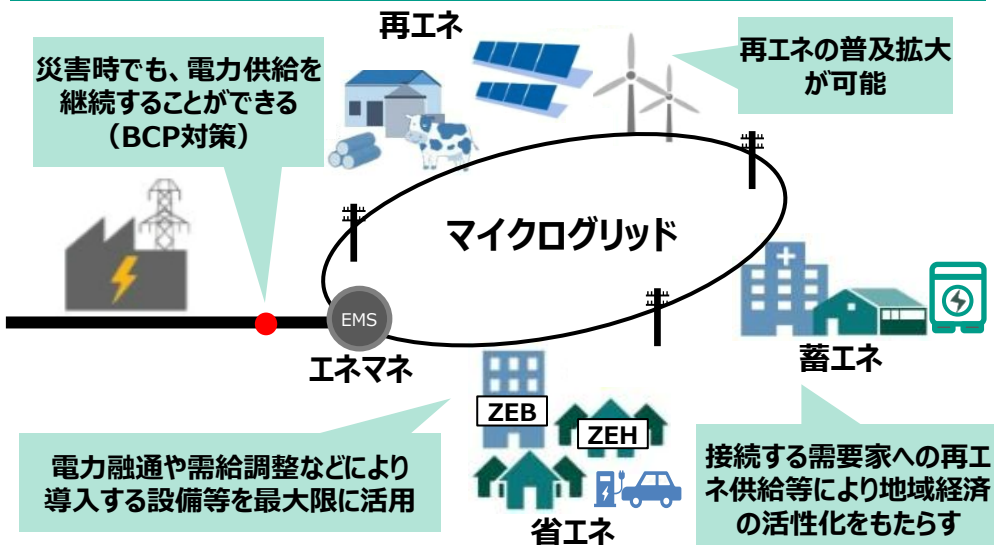 再エネ
災害時でも、電力供給を
継続することができる
（BCP対策）
再エネの普及拡大
が可能
マイクログリッド
EMS
エネマネ
蓄エネ
ZEB
ZEH
電力融通や需給調整などにより
導入する設備等を最大限に活用
省エネ
接続する需要家への再エ
ネ供給等により地域経済
の活性化をもたらす